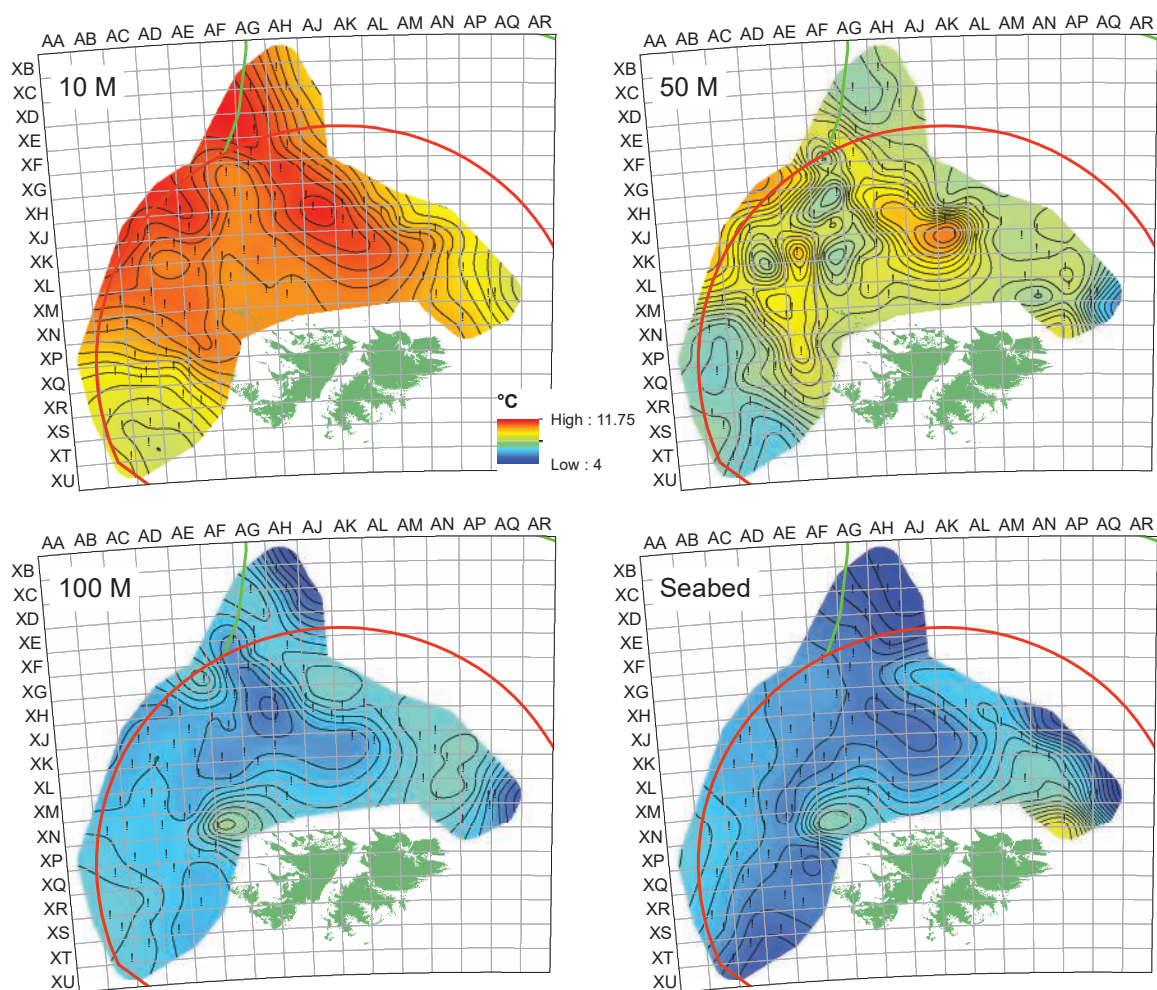 AA AB AC AD AE AF AG AH AJ AK AL AM AN AP AQ AR
10 M
XB
XC
XD
XE
XF
XG
XH
XJ
XK
XL
XM
XN
XP
XQ
XR
XS
XT
XU
°C
High : 11.75
Low : 4
AA AB AC AD AE AF AG AH AJ AK AL AM AN AP AQ AR
50 M
XB
XC
XD
XE
XF
XG
XH
XJ
XK
XL
XM
XN
XP
XQ
XR
XS
XT
XU
AA AB AC AD AE AF AG AH AJ AK AL AM AN AP AQ AR
100 M
XB
XC
XD
XE
XF
XG
XH
XJ
XK
XL
XM
XN
XP
XQ
XR
XS
XT
XU
AA AB AC AD AE AF AG AH AJ AK AL AM AN AP AQ AR
Seabed
XB
XC
XD
XE
XF
XG
XH
XJ
XK
XL
XM
XN
XP
XQ
XR
XS
XT
XU